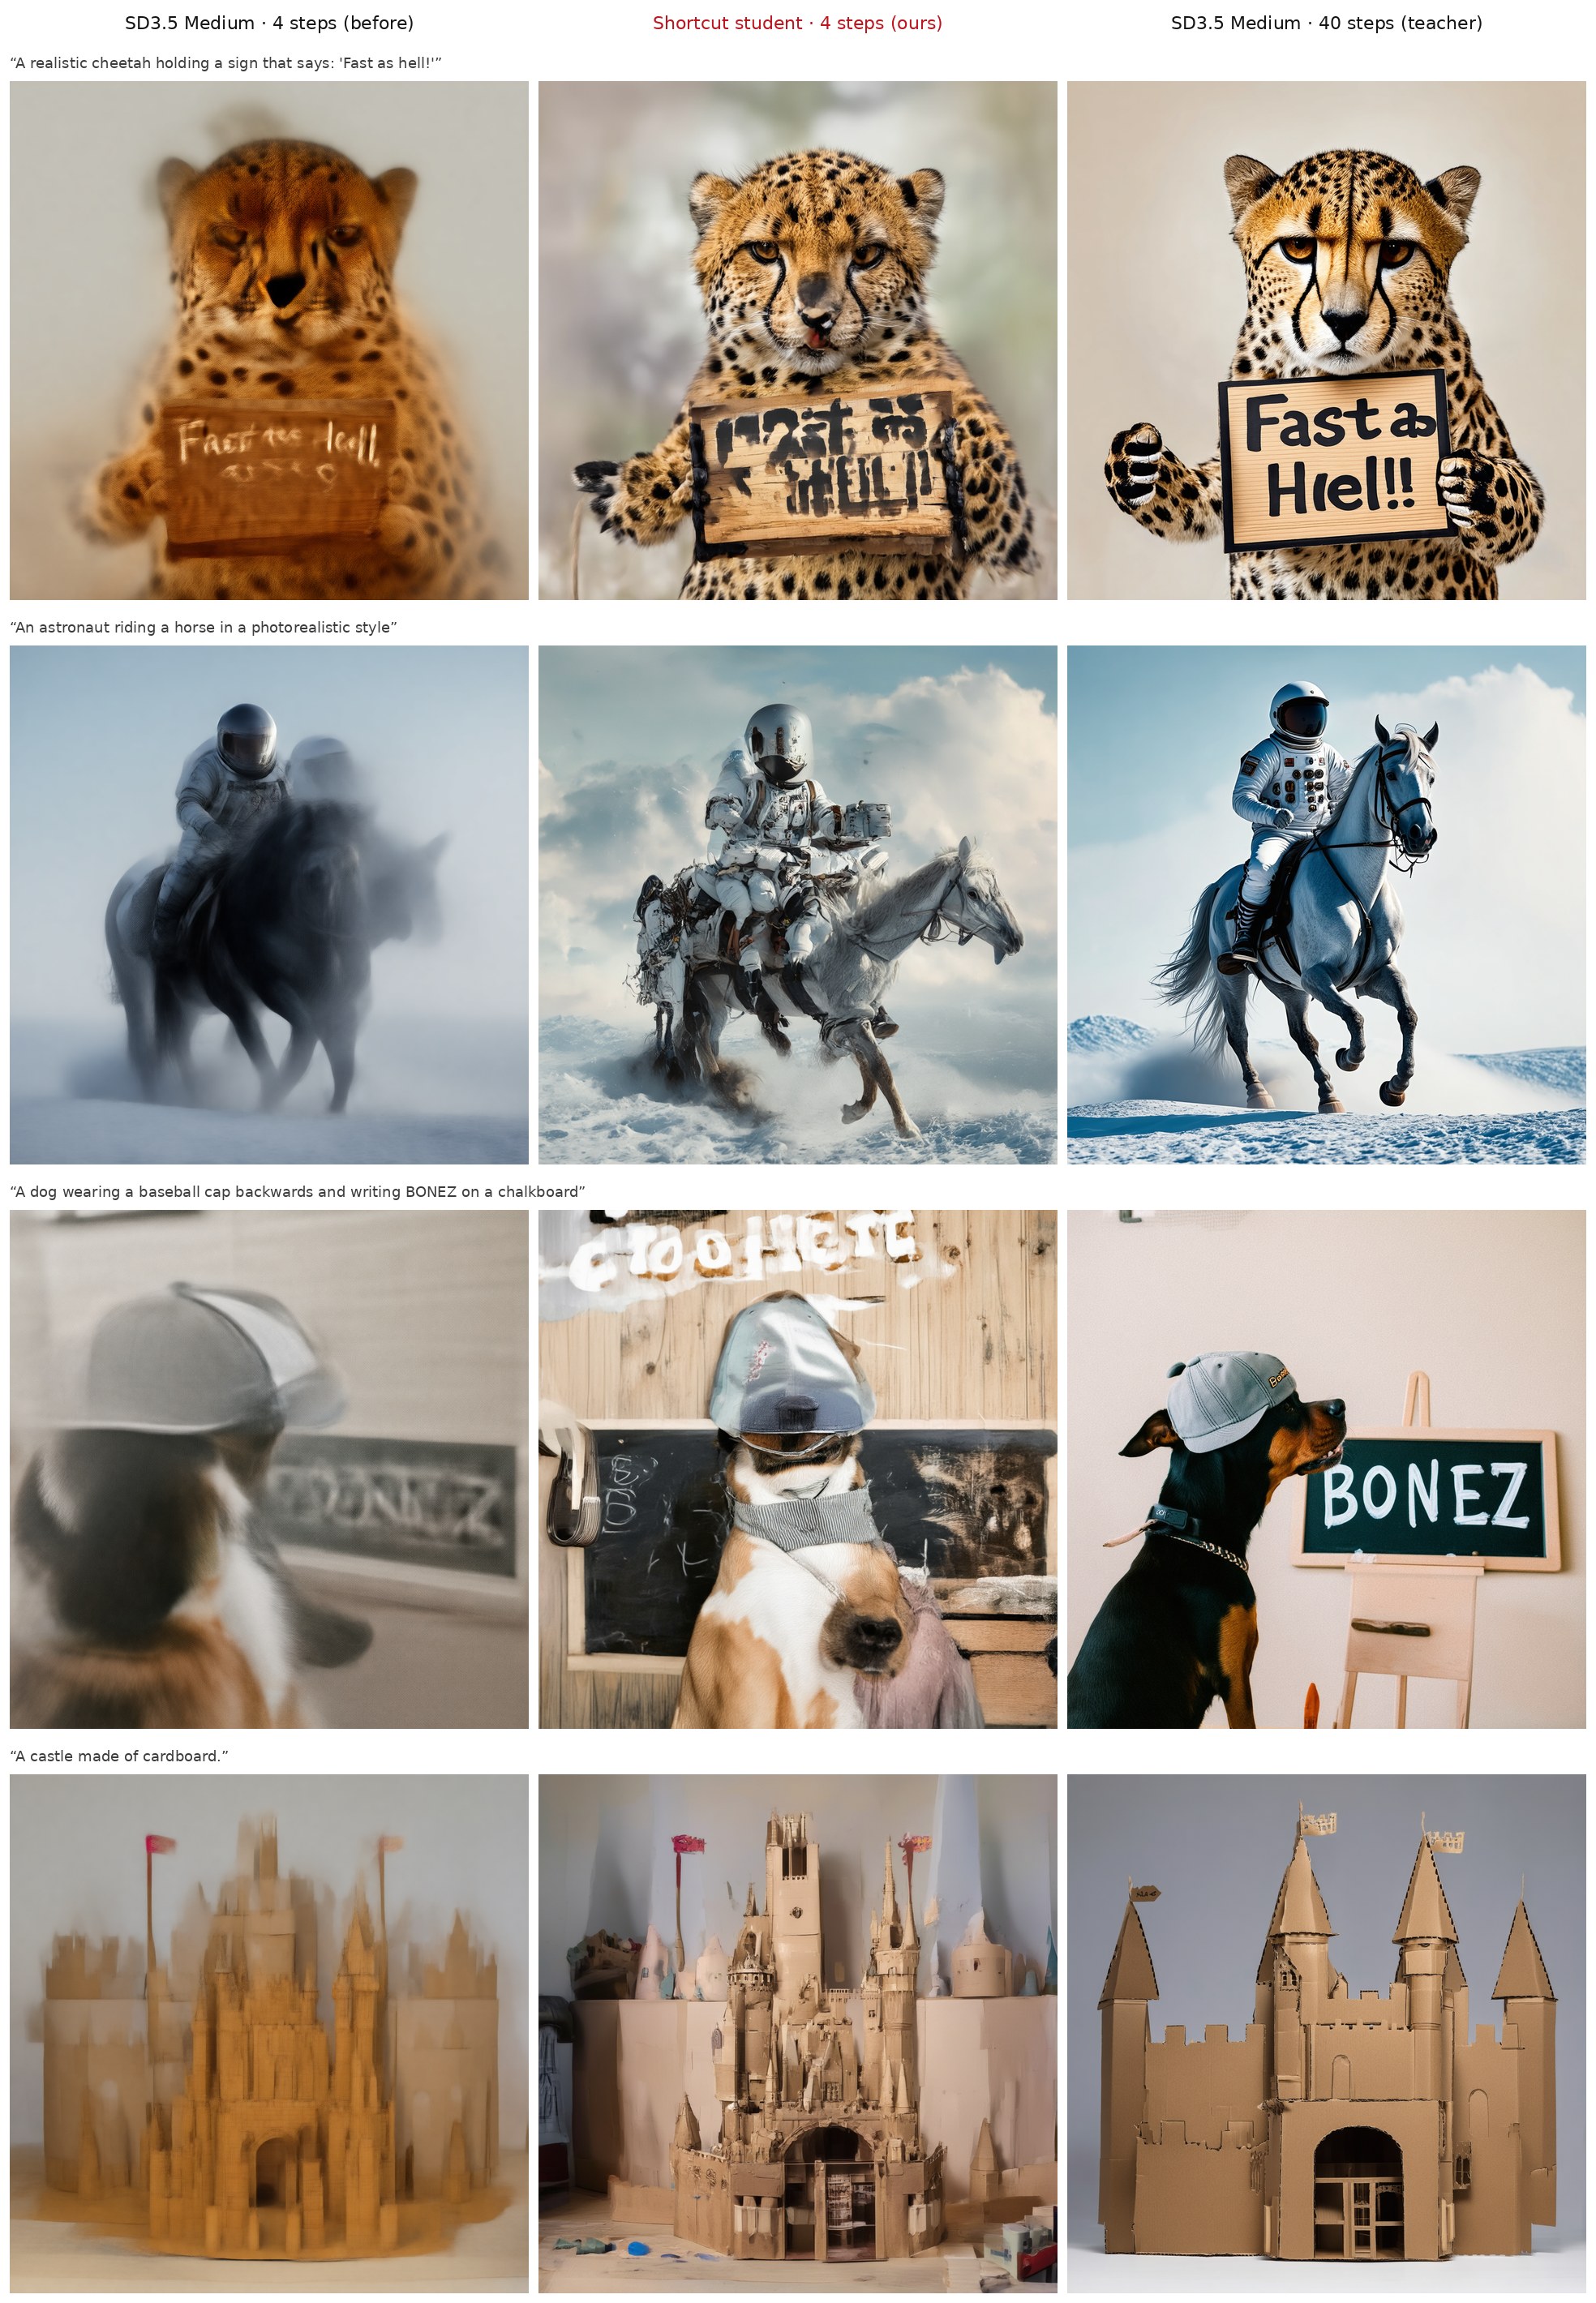 SD3.5 Medium · 4 steps (before)
Shortcut student · 4 steps (ours)
SD3.5 Medium · 40 steps (teacher)
“A realistic cheetah holding a sign that says: 'Fast as hell!'”
Fast as
Hiel!!
“An astronaut riding a horse in a photorealistic style”
“A dog wearing a baseball cap backwards and writing BONEZ on a chalkboard”
BONEZ
“A castle made of cardboard.”